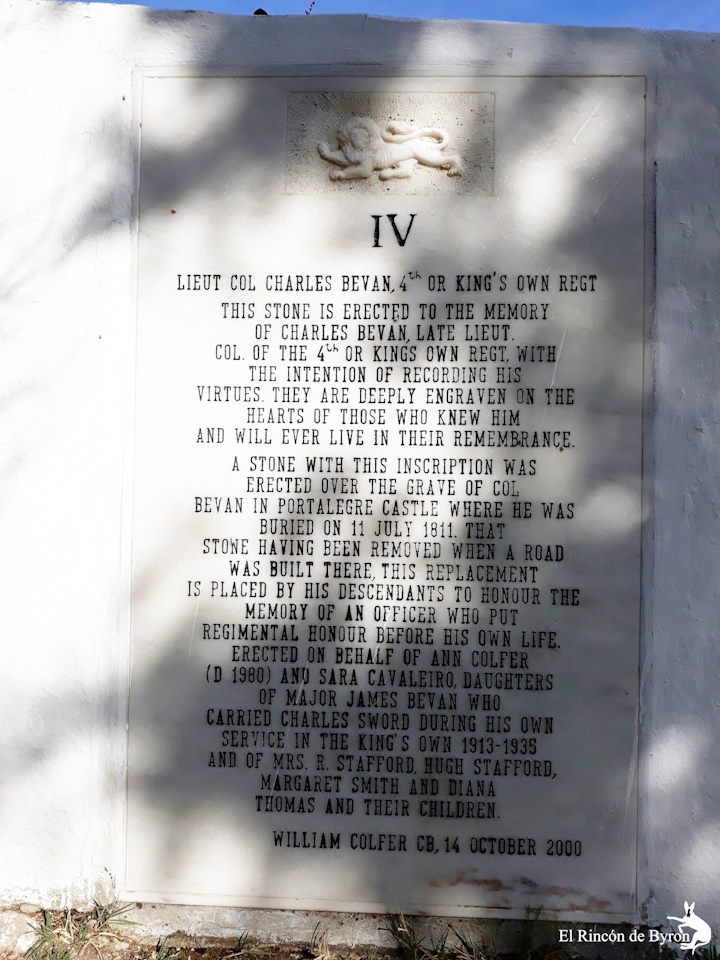 IV
LIEUT COL CHARLES BEVAN, 4th OR KING'S OWN REGT
THIS STONE IS ERECTED TO THE MEMORY
OF CHARLES BEVAN, LATE LIEUT.
COL. OF THE 4th OR KINGS OWN REGT, WITH
THE INTENTION OF RECORDING HIS
VIRTUES. THEY ARE DEEPLY ENGRAVEN ON THE
HEARTS OF THOSE WHO KNEW HIM
AND WILL EVER LIVE IN THEIR REMEMBRANCE.
A STONE WITH THIS INSCRIPTION WAS
ERECTED OVER THE GRAVE OF COL
BEVAN IN PORTALEGRE CASTLE WHERE HE WAS
BURIED ON 11 JULY 1811. THAT
STONE HAVING BEEN REMOVED WHEN A ROAD
WAS BUILT THERE, THIS REPLACEMENT
IS PLACED BY HIS DESCENDANTS TO HONOUR THE
MEMORY OF AN OFFICER WHO PUT
REGIMENTAL HONOUR BEFORE HIS OWN LIFE.
ERECTED ON BEHALF OF ANN COLFER
(D 1980) AND SARA CAVALEIRO, DAUGHTERS
OF MAJOR JAMES BEVAN WHO
CARRIED CHARLES SWORD DURING HIS OWN
SERVICE IN THE KING'S OWN 1913-1935
AND OF MRS. R. STAFFORD, HUGH STAFFORD,
MARGARET SMITH AND DIANA
THOMAS AND THEIR CHILDREN.
WILLIAM COLFER CB, 14 OCTOBER 2000
El Rincón de Byron